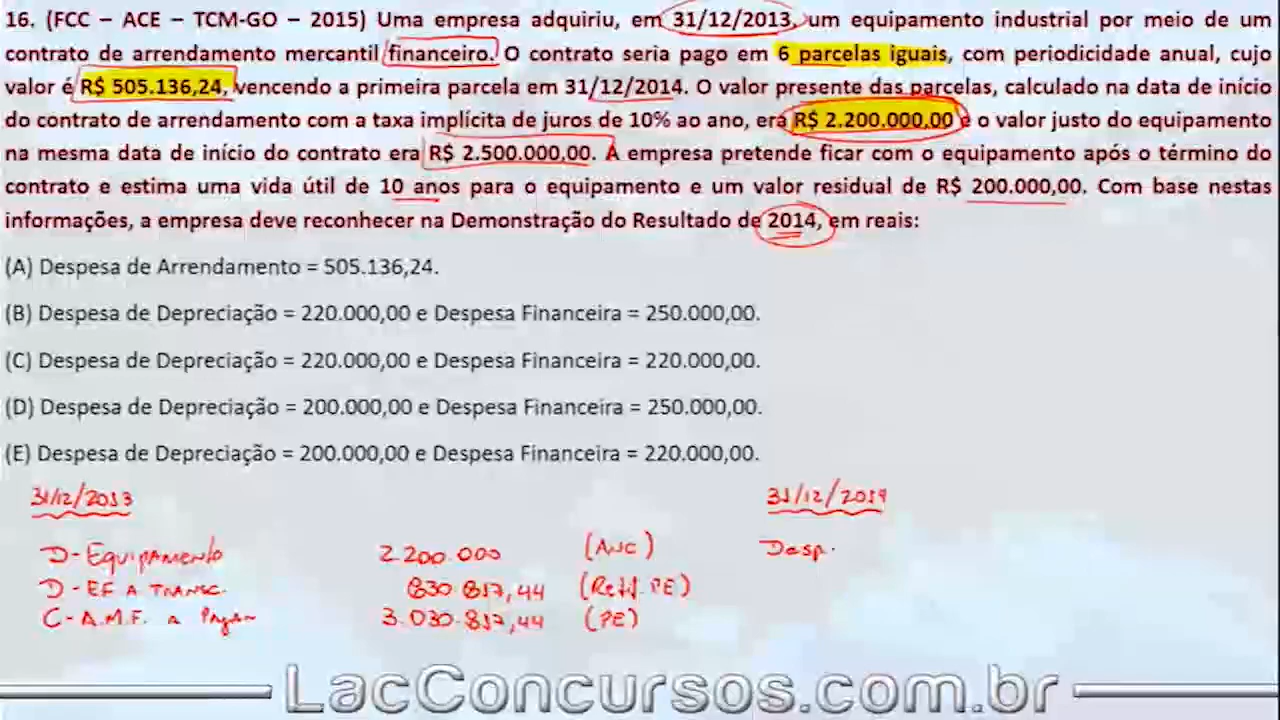 16. (FCC – ACE – TCM-GO – 2015) Uma empresa adquiriu, em 31/12/2013, um equipamento industrial por meio de um
contrato de arrendamento mercantil financeiro. O contrato seria pago em 6 parcelas iguais, com periodicidade anual, cujo
valor é R$ 505.136,24, vencendo a primeira parcela em 31/12/2014. O valor presente das parcelas, calculado na data de início
do contrato de arrendamento com a taxa implícita de juros de 10% ao ano, era R$ 2.200.000,00 e o valor justo do equipamento
na mesma data de início do contrato era R$ 2.500.000,00. A empresa pretende ficar com o equipamento após o término do
contrato e estima uma vida útil de 10 anos para o equipamento e um valor residual de R$ 200.000,00. Com base nestas
informações, a empresa deve reconhecer na Demonstração do Resultado de 2014, em reais:
(A) Despesa de Arrendamento = 505.136,24.
(B) Despesa de Depreciação = 220.000,00 e Despesa Financeira = 250.000,00.
(C) Despesa de Depreciação = 220.000,00 e Despesa Financeira = 220.000,00.
(D) Despesa de Depreciação = 200.000,00 e Despesa Financeira = 250.000,00.
(E) Despesa de Depreciação = 200.000,00 e Despesa Financeira = 220.000,00.
31/12/2013 31/12/2014
D- Equipamento 2.200.000 (ANC) Desp.
D- EF A TRANSC. 830.817,44 (Retif. PE)
C- A.M.F. a Pagar 3.030.817,44 (PE)
LacConcursos.com.br